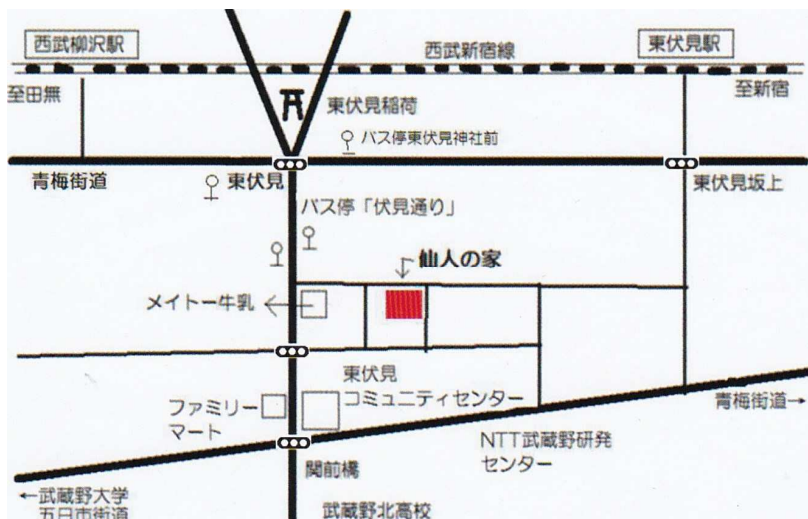 西武柳沢駅
西武新宿線
東伏見駅
至田無
至新宿
東伏見稲荷
バス停東伏見神社前
青梅街道
東伏見
東伏見坂上
バス停「伏見通り」
仙人の家
メイトー牛乳
東伏見
コミュニティセンター
ファミリー
マート
青梅街道→
NTT武蔵野研発
センター
関前橋
←武蔵野大学
五日市街道
武蔵野北高校